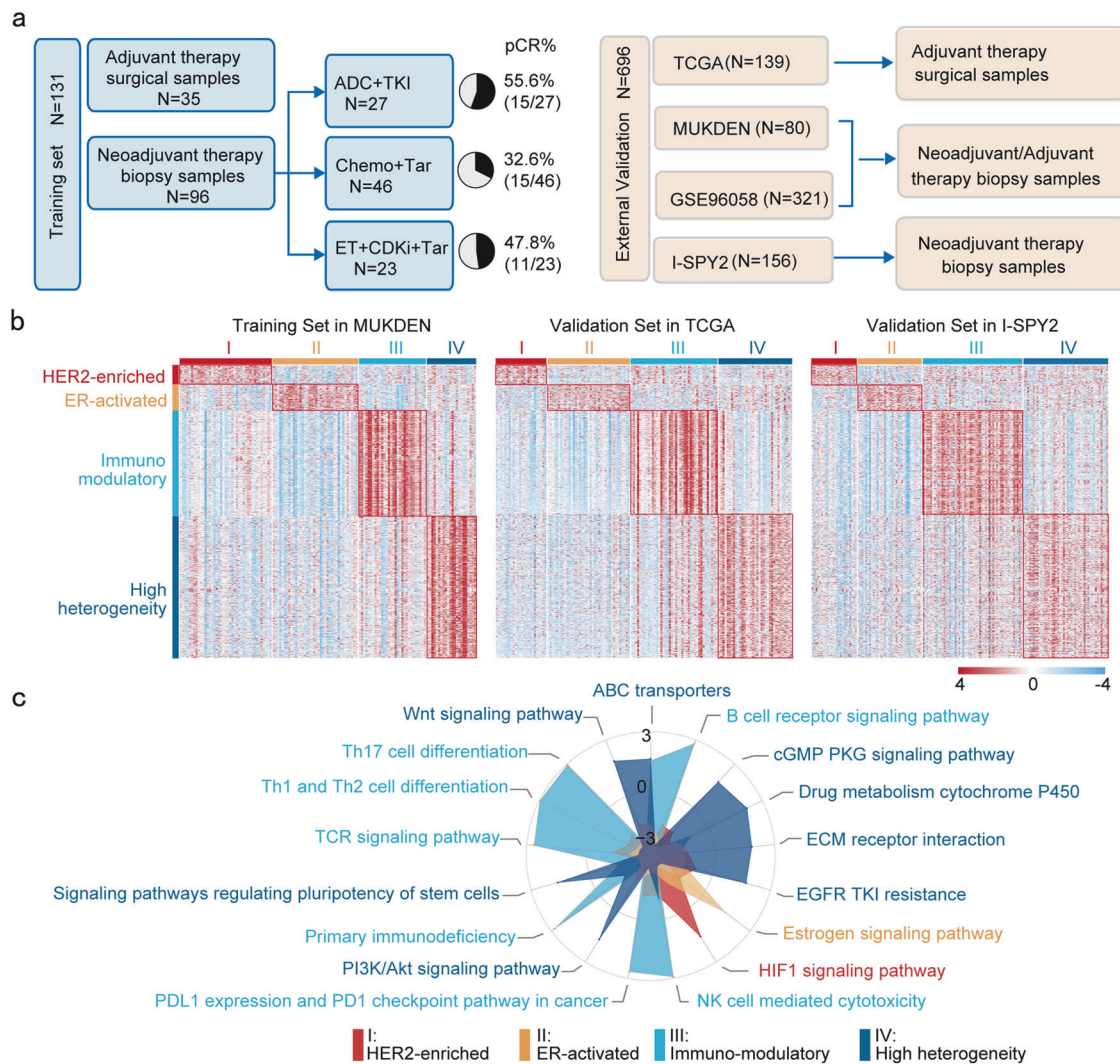 a
Training set N=131
Adjuvant therapy
surgical samples
N=35
Neoadjuvant therapy
biopsy samples
N=96
ADC+TKI
N=27
Chemo+Tar
N=46
ET+CDKi+Tar
N=23
pCR%
55.6%
(15/27)
32.6%
(15/46)
47.8%
(11/23)
External Validation N=696
TCGA(N=139)
MUKDEN (N=80)
GSE96058 (N=321)
I-SPY2 (N=156)
Adjuvant therapy
surgical samples
Neoadjuvant/Adjuvant
therapy biopsy samples
Neoadjuvant therapy
biopsy samples
b
Training Set in MUKDEN
Validation Set in TCGA
Validation Set in I-SPY2
I II III IV
I II III IV
I II III IV
HER2-enriched
ER-activated
Immuno
modulatory
High
heterogeneity
4 0 -4
c
ABC transporters
Wnt signaling pathway
B cell receptor signaling pathway
Th17 cell differentiation
cGMP PKG signaling pathway
Th1 and Th2 cell differentiation
Drug metabolism cytochrome P450
TCR signaling pathway
ECM receptor interaction
Signaling pathways regulating pluripotency of stem cells
EGFR TKI resistance
Primary immunodeficiency
Estrogen signaling pathway
PI3K/Akt signaling pathway
HIF1 signaling pathway
PDL1 expression and PD1 checkpoint pathway in cancer
NK cell mediated cytotoxicity
3
0
−3
I:
HER2-enriched
II:
ER-activated
III:
Immuno-modulatory
IV:
High heterogeneity